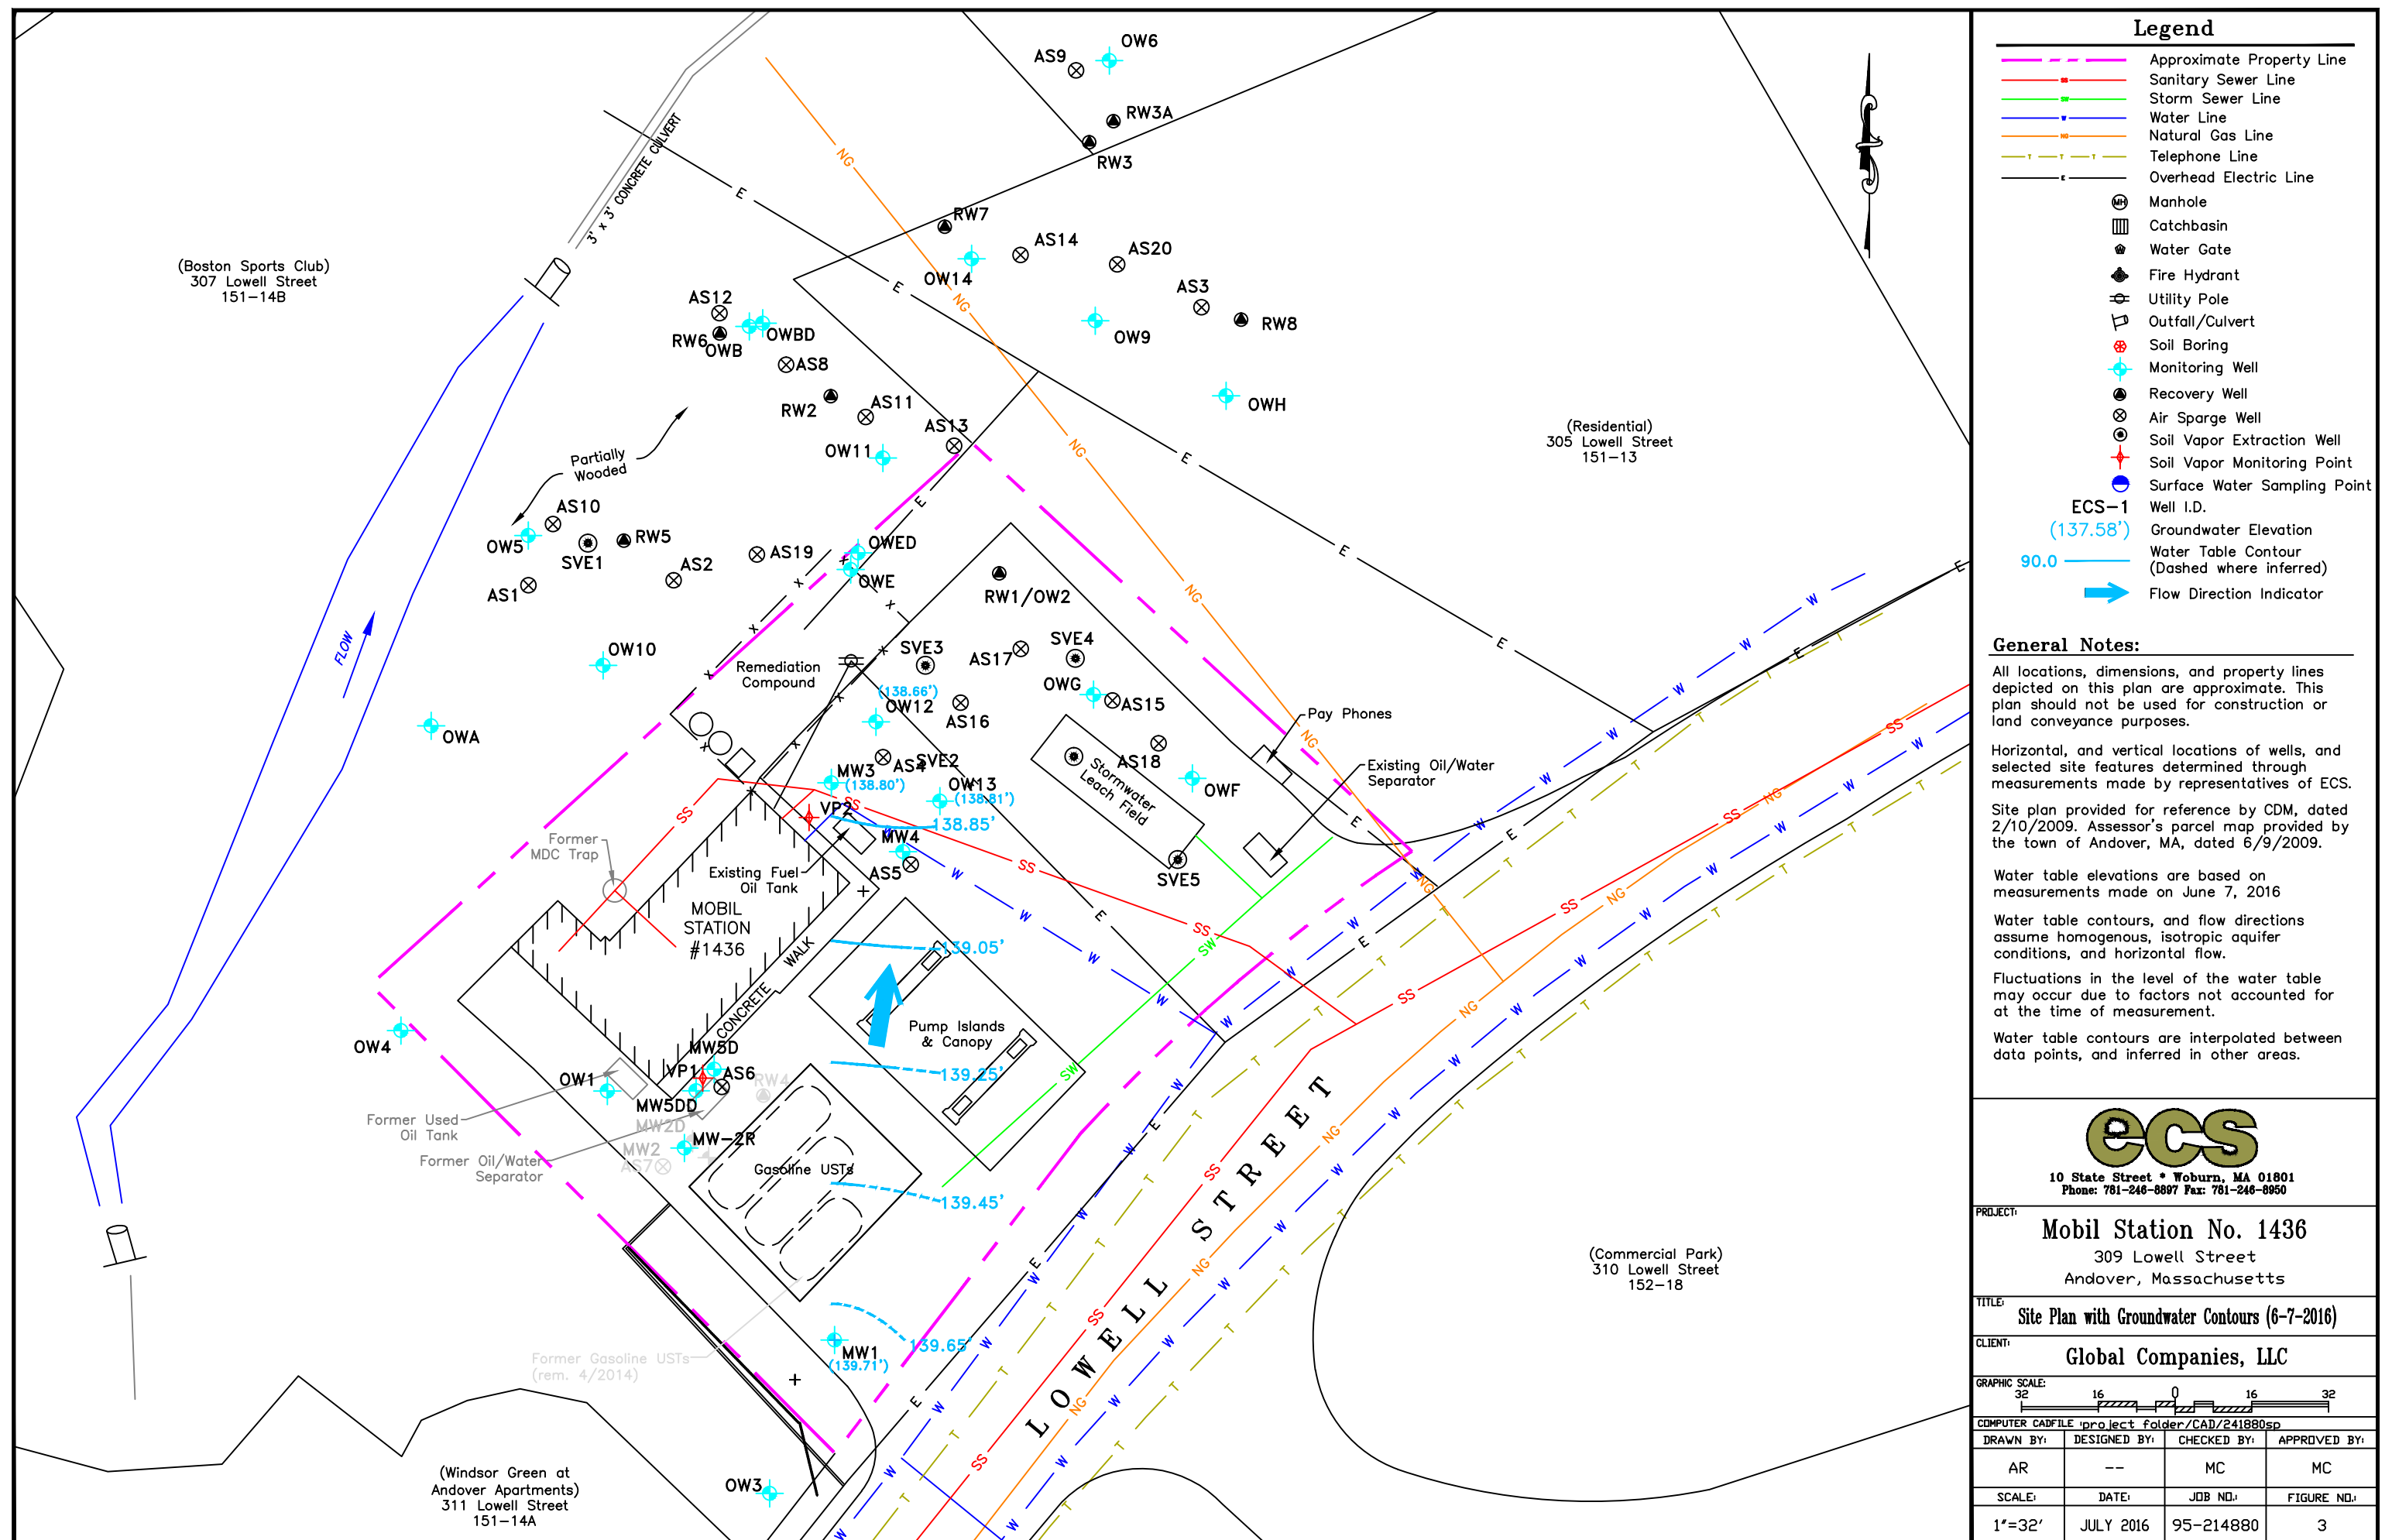 AS9
OW6
RW3A
RW3
3' x 3' CONCRETE CULVERT
NG
E
RW7
OW14
AS14
AS20
AS3
RW8
OW9
OWH
(Boston Sports Club)
307 Lowell Street
151-14B
AS12
RW6
OWB
OWBD
AS8
RW2
AS11
AS13
OW11
(Residential)
305 Lowell Street
151-13
Partially
Wooded
AS10
OW5
SVE1
RW5
AS1
AS2
AS19
OWED
OWE
RW1/OW2
FLOW
OW10
OWA
Remediation
Compound
SVE3
AS17
SVE4
OWG
AS15
AS16
(138.66')
OW12
AS18
AS4
SVE2
MW3
(138.80')
OW13
(138.81')
138.85'
VP2
MW4
AS5
Stormwater
Leach Field
OWF
SVE5
Pay Phones
Existing Oil/Water
Separator
Former
MDC Trap
Existing Fuel
Oil Tank
MOBIL
STATION
#1436
CONCRETE WALK
139.05'
Pump Islands
& Canopy
139.25'
OW4
OW1
MW5D
VP1
AS6
MW5DD
RW4
MW2D
MW-2R
MW2
AS7
Former Used
Oil Tank
Former Oil/Water
Separator
Gasoline USTs
139.45'
139.65'
MW1
(139.71')
Former Gasoline USTs
(rem. 4/2014)
SS
SW
W
T
LOWELL STREET
(Commercial Park)
310 Lowell Street
152-18
OW3
(Windsor Green at
Andover Apartments)
311 Lowell Street
151-14A
Legend
Approximate Property Line
Sanitary Sewer Line
Storm Sewer Line
Water Line
Natural Gas Line
Telephone Line
Overhead Electric Line
MH Manhole
Catchbasin
Water Gate
Fire Hydrant
Utility Pole
Outfall/Culvert
Soil Boring
Monitoring Well
Recovery Well
Air Sparge Well
Soil Vapor Extraction Well
Soil Vapor Monitoring Point
Surface Water Sampling Point
ECS-1 Well I.D.
(137.58') Groundwater Elevation
90.0 Water Table Contour
(Dashed where inferred)
Flow Direction Indicator
General Notes:
All locations, dimensions, and property lines
depicted on this plan are approximate. This
plan should not be used for construction or
land conveyance purposes.
Horizontal, and vertical locations of wells, and
selected site features determined through
measurements made by representatives of ECS.
Site plan provided for reference by CDM, dated
2/10/2009. Assessor's parcel map provided by
the town of Andover, MA, dated 6/9/2009.
Water table elevations are based on
measurements made on June 7, 2016
Water table contours, and flow directions
assume homogenous, isotropic aquifer
conditions, and horizontal flow.
Fluctuations in the level of the water table
may occur due to factors not accounted for
at the time of measurement.
Water table contours are interpolated between
data points, and inferred in other areas.
ecs
10 State Street * Woburn, MA 01801
Phone: 781-246-8897 Fax: 781-246-8950
PROJECT:
Mobil Station No. 1436
309 Lowell Street
Andover, Massachusetts
TITLE:
Site Plan with Groundwater Contours (6-7-2016)
CLIENT:
Global Companies, LLC
GRAPHIC SCALE:
32 16 0 16 32
COMPUTER CADFILE :project folder/CAD/241880sp
DRAWN BY: DESIGNED BY: CHECKED BY: APPROVED BY:
AR -- MC MC
SCALE: DATE: JOB NO.: FIGURE NO.:
1"=32' JULY 2016 95-214880 3